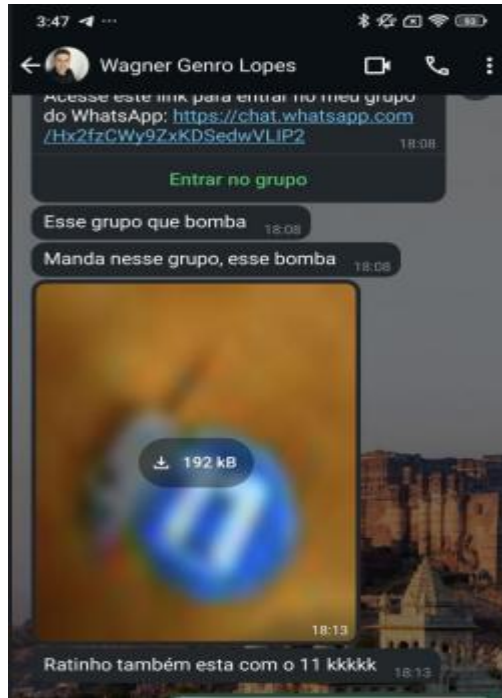 3:47
93
Wagner Genro Lopes
Acesse este link para entrar no meu grupo
do WhatsApp: https://chat.whatsapp.com
/Hx2fzCWy9ZxKDSedwVLIP2
18:08
Entrar no grupo
Esse grupo que bomba 18:08
Manda nesse grupo, esse bomba 18:08
192 kB
18:13
Ratinho também esta com o 11 kkkkk 18:13